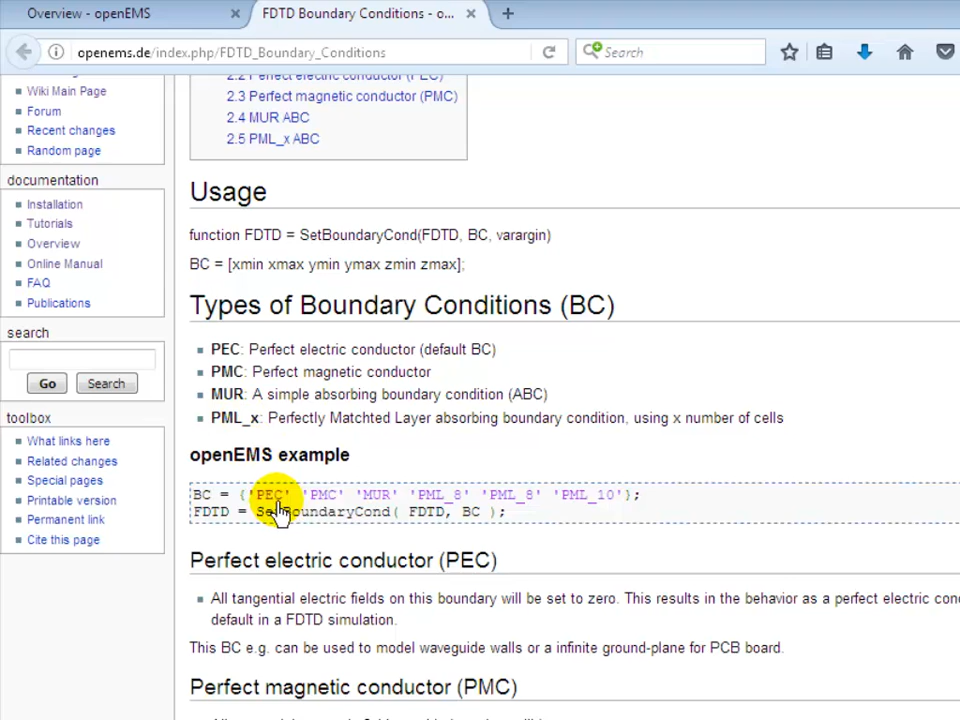 Overview - openEMS
FDTD Boundary Conditions - o...
openems.de/index.php/FDTD_Boundary_Conditions
Search
Wiki Main Page
Forum
Recent changes
Random page
documentation
Installation
Tutorials
Overview
Online Manual
FAQ
Publications
search
Go Search
toolbox
What links here
Related changes
Special pages
Printable version
Permanent link
Cite this page
2.2 Perfect electric conductor (PEC)
2.3 Perfect magnetic conductor (PMC)
2.4 MUR ABC
2.5 PML_x ABC
Usage
function FDTD = SetBoundaryCond(FDTD, BC, varargin)
BC = [xmin xmax ymin ymax zmin zmax];
Types of Boundary Conditions (BC)
PEC: Perfect electric conductor (default BC)
PMC: Perfect magnetic conductor
MUR: A simple absorbing boundary condition (ABC)
PML_x: Perfectly Matchted Layer absorbing boundary condition, using x number of cells
openEMS example
BC = {'PEC' 'PMC' 'MUR' 'PML_8' 'PML_8' 'PML_10'};
FDTD = SetBoundaryCond( FDTD, BC );
Perfect electric conductor (PEC)
All tangential electric fields on this boundary will be set to zero. This results in the behavior as a perfect electric con
default in a FDTD simulation.
This BC e.g. can be used to model waveguide walls or a infinite ground-plane for PCB board.
Perfect magnetic conductor (PMC)